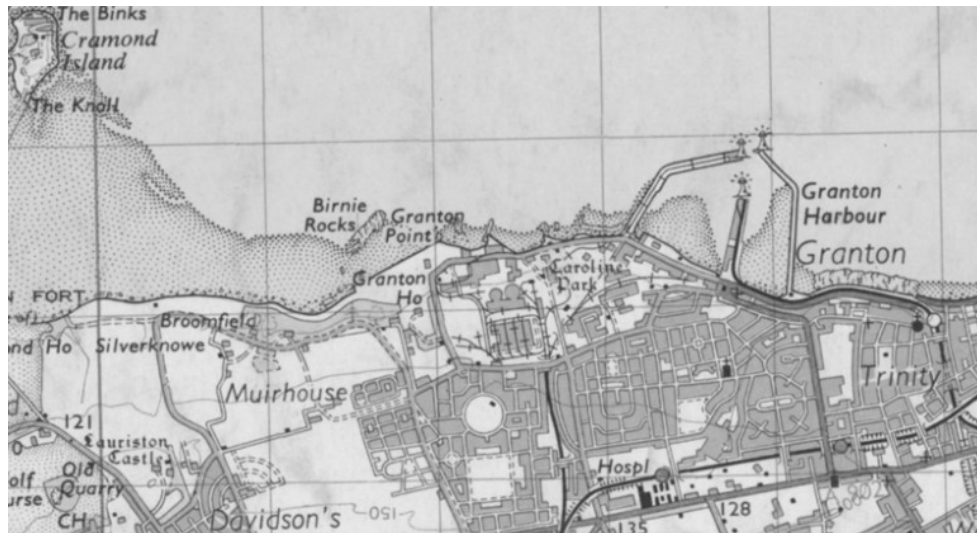 The Binks
Cramond
Island
The Knoll
Birnie
Rocks
Granton
Point
Granton
Harbour
Granton
Caroline
Park
Granton
Ho
FORT
Broomfield
Ho
Silverknowe
Muirhouse
Trinity
121
Lauriston
Castle
Old
Quarry
Hospl
CH
Davidson's
150
135
128